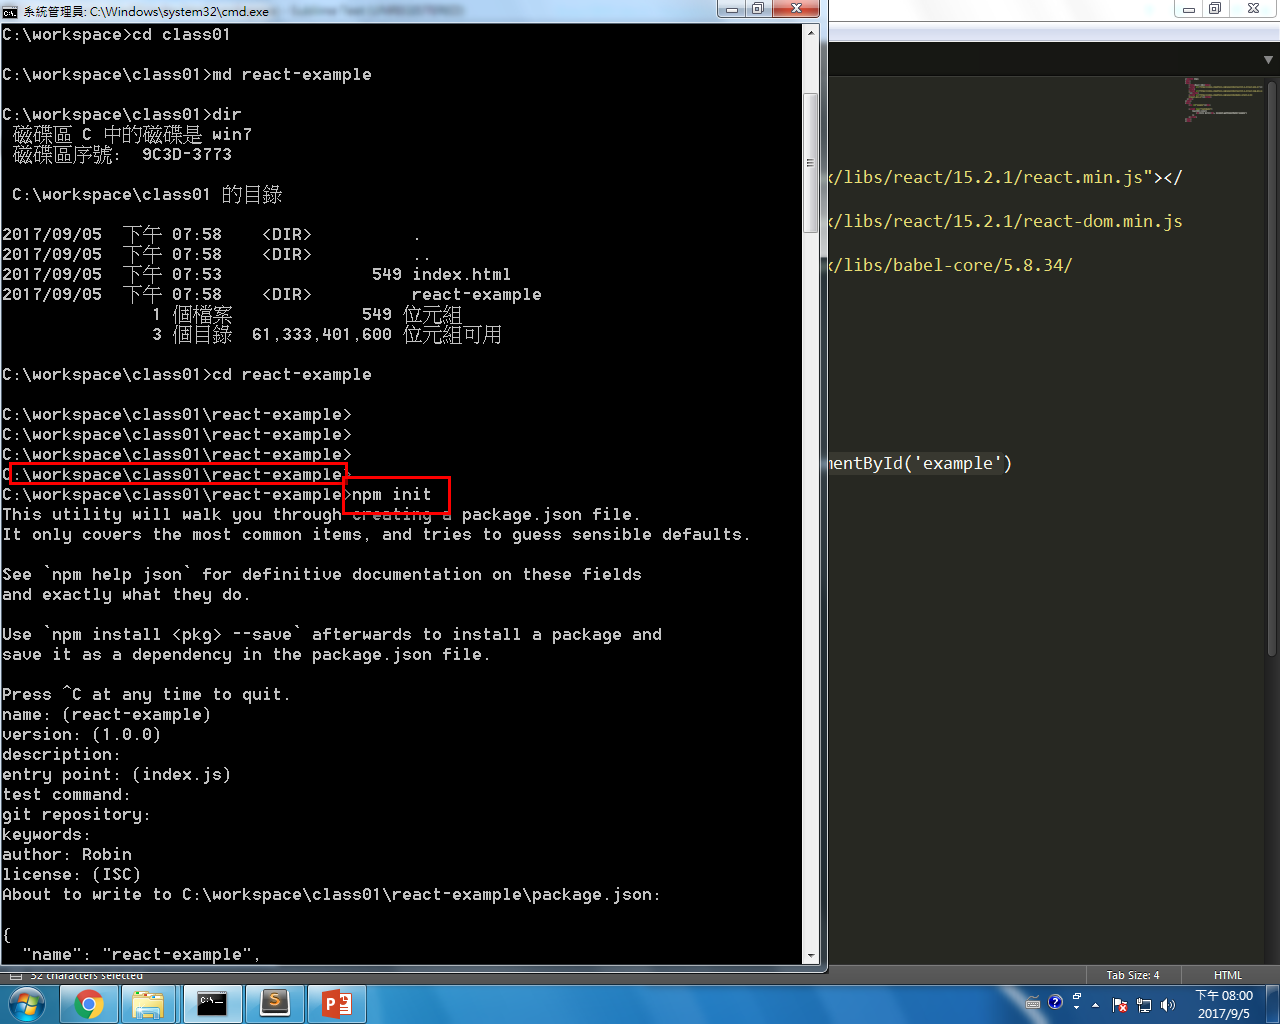 系統管理員: C:\Windows\system32\cmd.exe
C:\workspace>cd class01
C:\workspace\class01>md react-example
C:\workspace\class01>dir
磁碟區 C 中的磁碟是 win7
磁碟區序號:  9C3D-3773
C:\workspace\class01 的目錄
2017/09/05  下午 07:58    <DIR>          .
2017/09/05  下午 07:58    <DIR>          ..
2017/09/05  下午 07:53               549 index.html
2017/09/05  下午 07:58    <DIR>          react-example
1 個檔案             549 位元組
3 個目錄  61,333,401,600 位元組可用
C:\workspace\class01>cd react-example
C:\workspace\class01\react-example>
C:\workspace\class01\react-example>
C:\workspace\class01\react-example>
C:\workspace\class01\react-example>
C:\workspace\class01\react-example>npm init
This utility will walk you through creating a package.json file.
It only covers the most common items, and tries to guess sensible defaults.
See `npm help json` for definitive documentation on these fields
and exactly what they do.
Use `npm install <pkg> --save` afterwards to install a package and
save it as a dependency in the package.json file.
Press ^C at any time to quit.
name: (react-example)
version: (1.0.0)
description:
entry point: (index.js)
test command:
git repository:
keywords:
author: Robin
license: (ISC)
About to write to C:\workspace\class01\react-example\package.json:
{
"name": "react-example",
x/libs/react/15.2.1/react.min.js"></
x/libs/react/15.2.1/react-dom.min.js
x/libs/babel-core/5.8.34/
mentById('example')
32 characters selected
Tab Size: 4
HTML
下午 08:00
2017/9/5